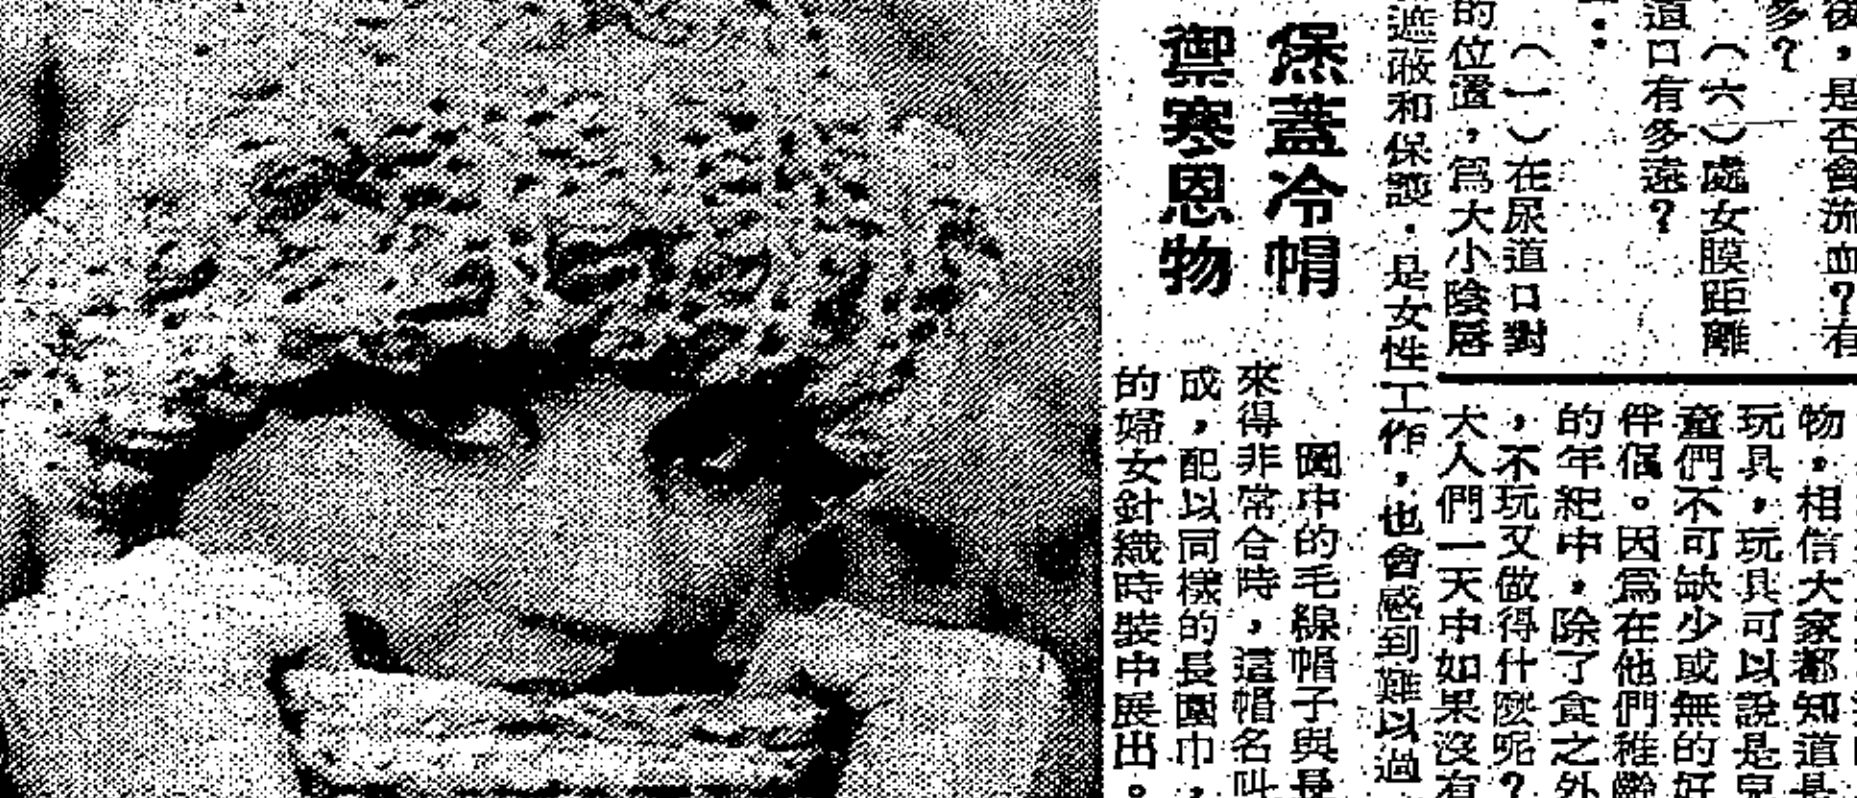 後，是否會流血？有
多？
（六）處女膜距離
道口有多遠？
（一）在尿道口對
的位置，為大小陰唇
遮蔽和保護．
物，相信大家都知道是
玩具，玩具可以說是兒
童們不可缺少或無的好
伴侶。因為在他們稚齡
的年紀中，除了食之外
，不玩又做得什麼呢？
大人們一天中如果沒有
是女性工作，也會感到難以過
保蓋冷帽
禦寒恩物
圖中的毛線帽子與是
來得非常合時，這帽名叫
成，配以同樣的長圍巾，
的婦女針織時裝中展出。